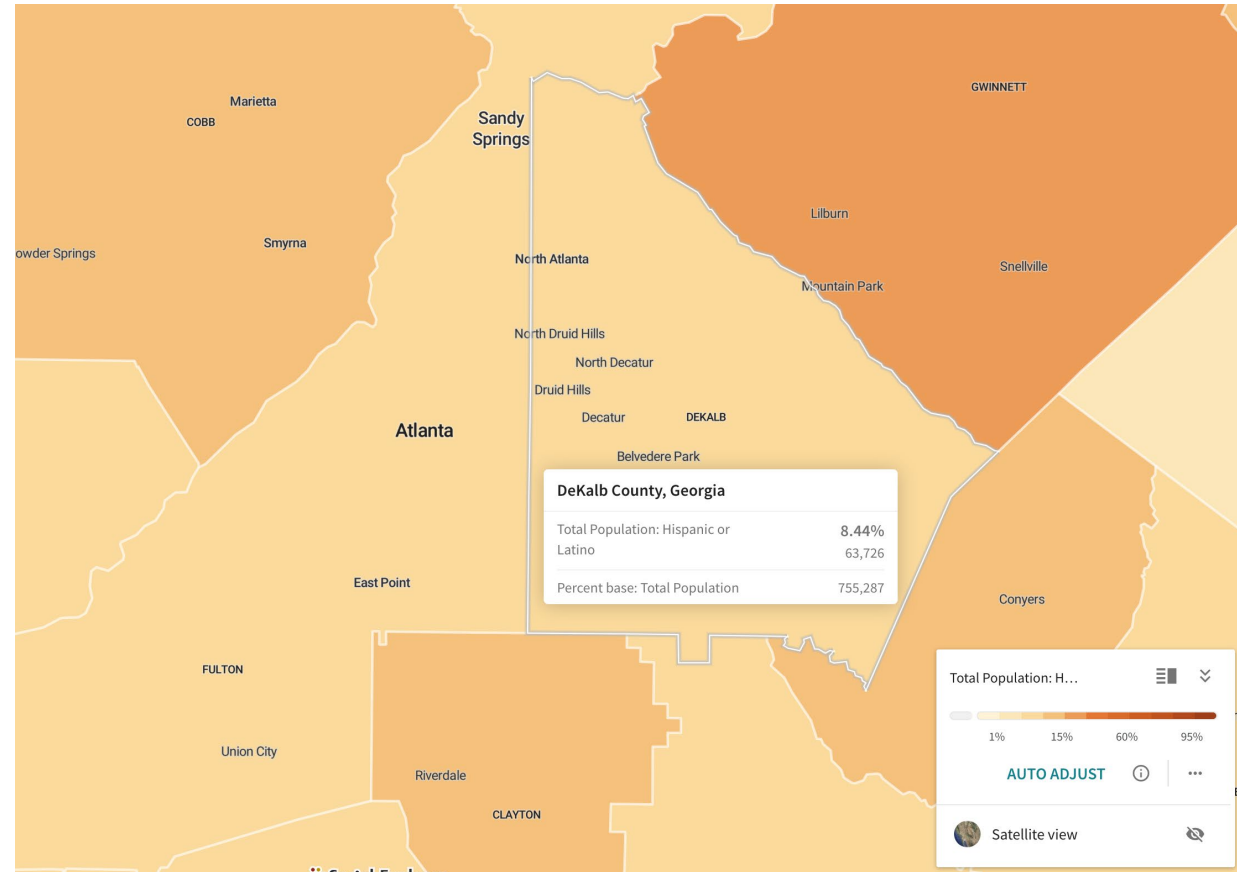 GWINNETT
Marietta
COBB
Sandy
Springs
Lilburn
Smyrna
owder Springs
North Atlanta
Snellville
Mountain Park
North Druid Hills
North Decatur
Druid Hills
Decatur
DEKALB
Atlanta
Belvedere Park
DeKalb County, Georgia
Total Population: Hispanic or
Latino
8.44%
63,726
Percent base: Total Population
755,287
East Point
Conyers
FULTON
Union City
Riverdale
CLAYTON
Total Population: H...
1% 15% 60% 95%
AUTO ADJUST
Satellite view